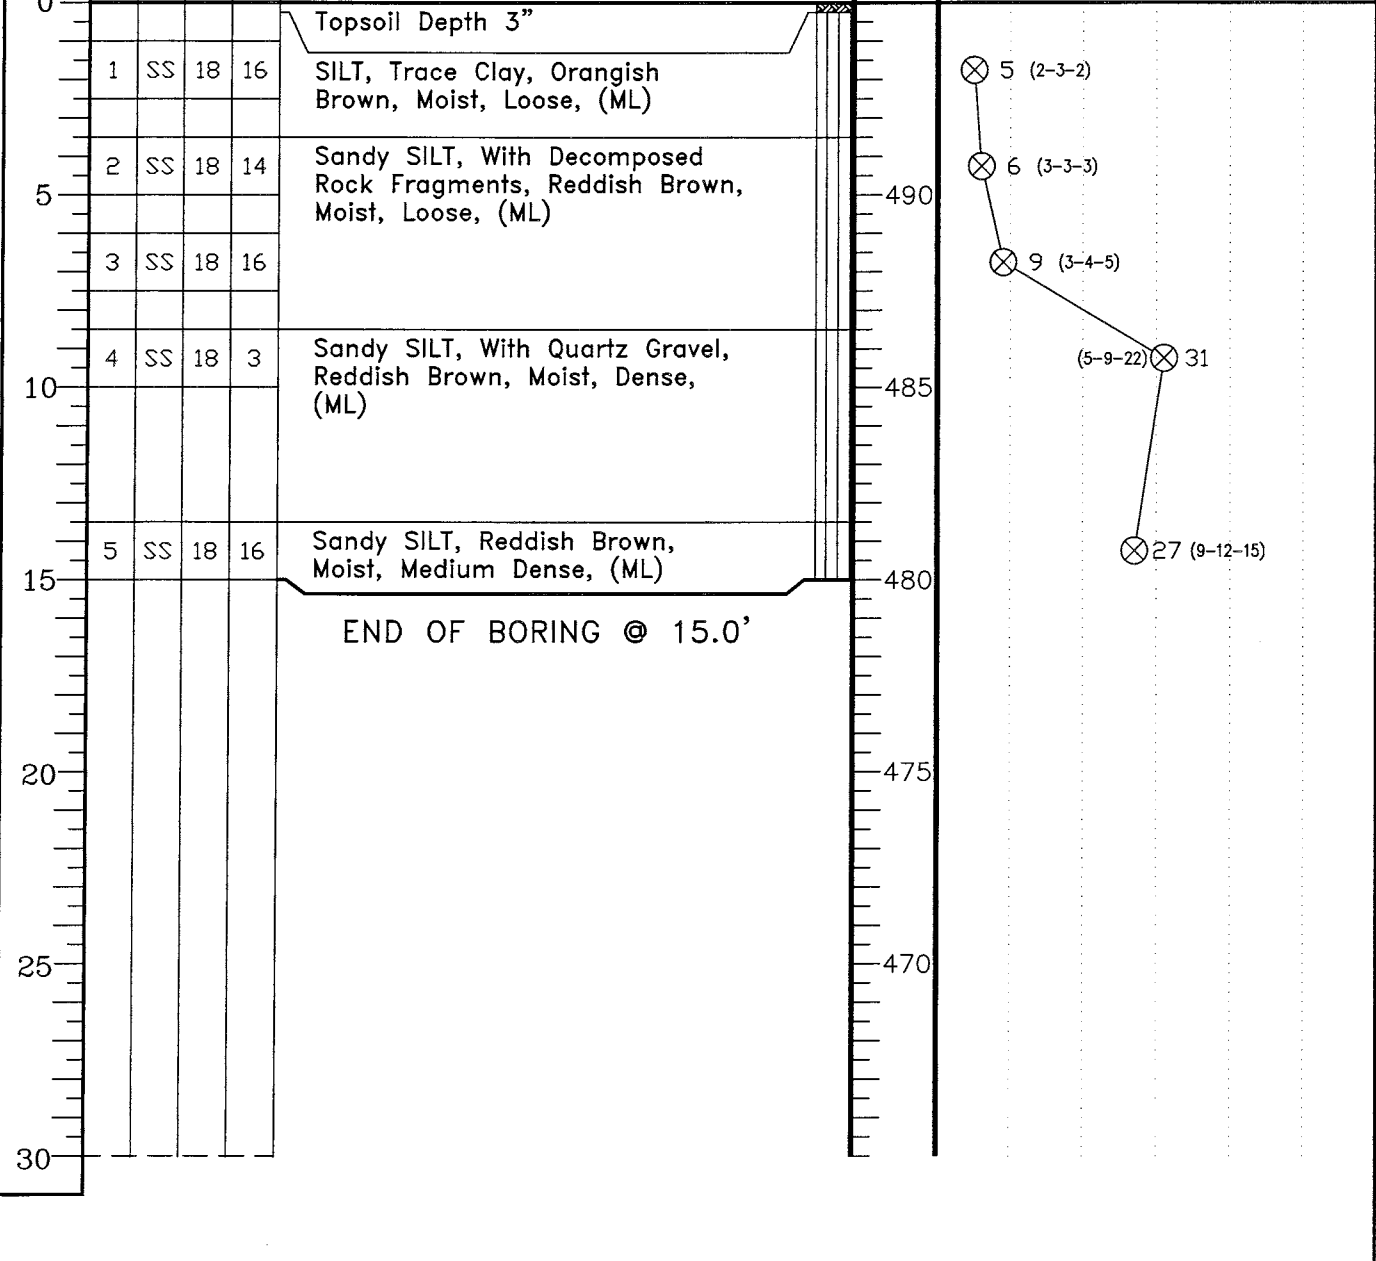 0
Topsoil Depth 3"
1 SS 18 16
SILT, Trace Clay, Orangish
Brown, Moist, Loose, (ML)
5 (2-3-2)
2 SS 18 14
Sandy SILT, With Decomposed
Rock Fragments, Reddish Brown,
Moist, Loose, (ML)
6 (3-3-3)
5
490
3 SS 18 16
9 (3-4-5)
4 SS 18 3
Sandy SILT, With Quartz Gravel,
Reddish Brown, Moist, Dense,
(ML)
(5-9-22) 31
10
485
5 SS 18 16
Sandy SILT, Reddish Brown,
Moist, Medium Dense, (ML)
27 (9-12-15)
15
480
END OF BORING @ 15.0'
20
475
25
470
30